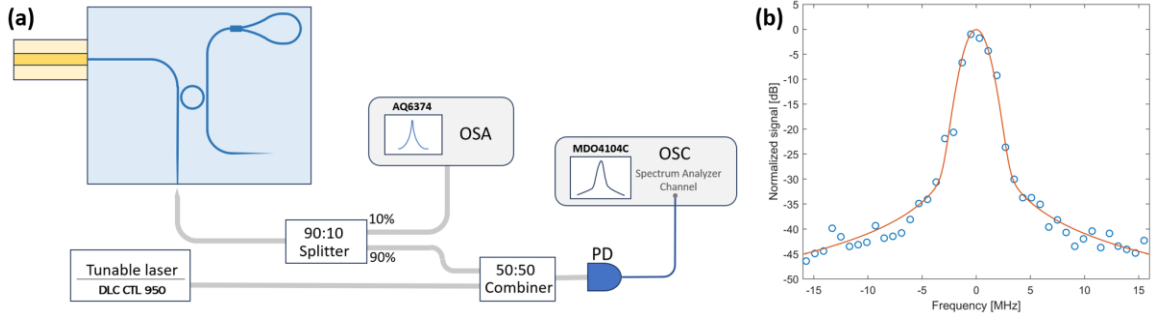 (a)
AQ6374
OSA
MDO4104C
OSC
Spectrum Analyzer
Channel
10%
90:10
Splitter
90%
PD
50:50
Combiner
Tunable laser
DLC CTL 950
(b)
5
0
-5
-10
-15
-20
-25
-30
-35
-40
-45
-50
Normalized signal [dB]
-15
-10
-5
0
5
10
15
Frequency [MHz]